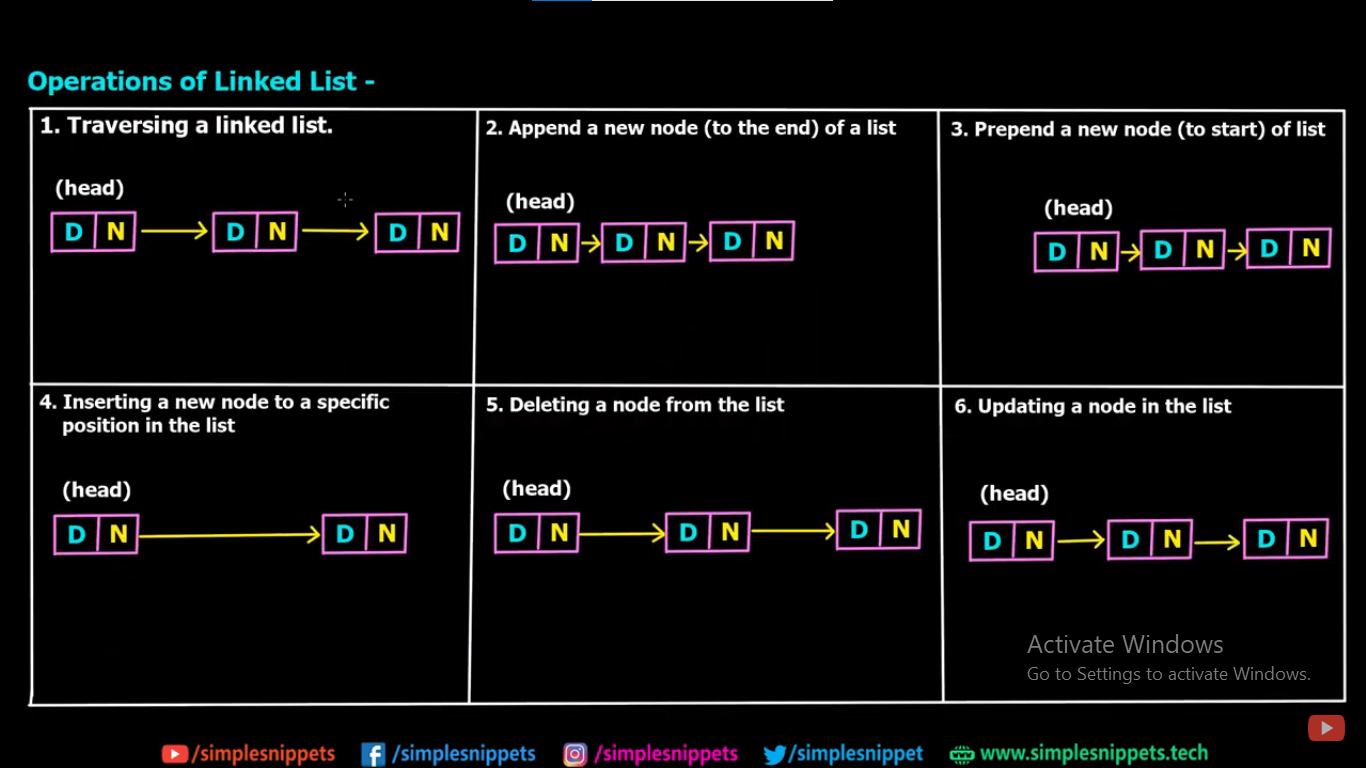 Operations of Linked List -
1. Traversing a linked list.
(head)
D N D N D N
2. Append a new node (to the end) of a list
(head)
D N D N D N
3. Prepend a new node (to start) of list
(head)
D N D N D N
4. Inserting a new node to a specific
position in the list
(head)
D N D N
5. Deleting a node from the list
(head)
D N D N D N
6. Updating a node in the list
(head)
D N D N D N
Activate Windows
Go to Settings to activate Windows.
/simplesnippets /simplesnippets /simplesnippets /simplesnippet www.simplesnippets.tech